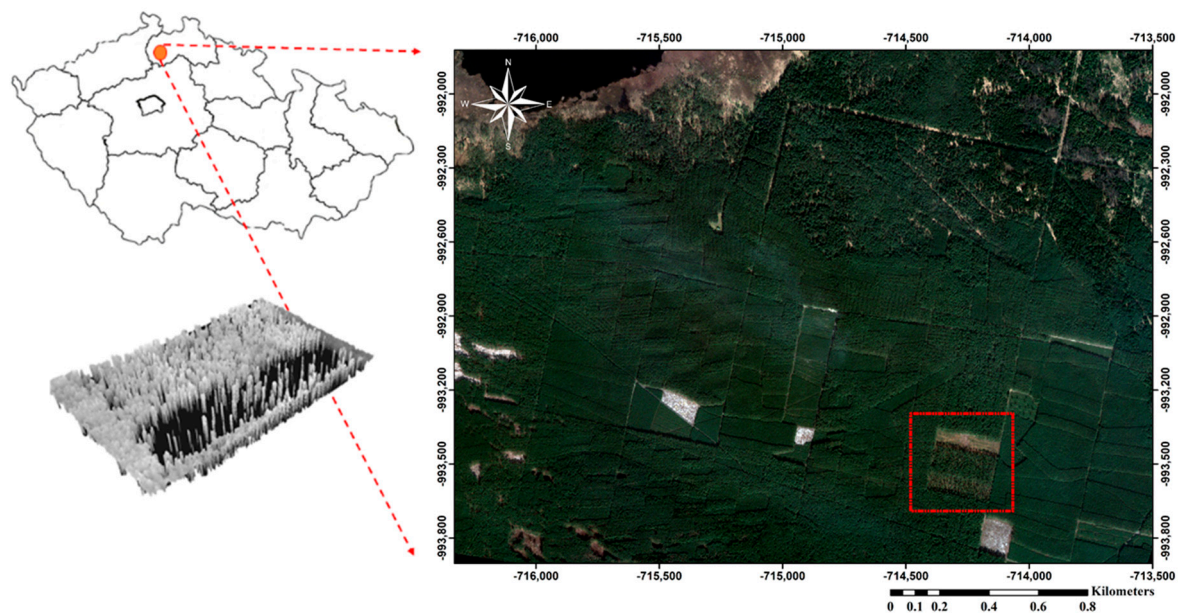 -716,000 -715,500 -715,000 -714,500 -714,000 -713,500
N
W E
S
-992,000 -992,000
-992,300 -992,300
-992,600 -992,600
-992,900 -992,900
-993,200 -993,200
-993,500 -993,500
-993,800 -993,800
-716,000 -715,500 -715,000 -714,500 -714,000 -713,500
Kilometers
0 0.1 0.2 0.4 0.6 0.8